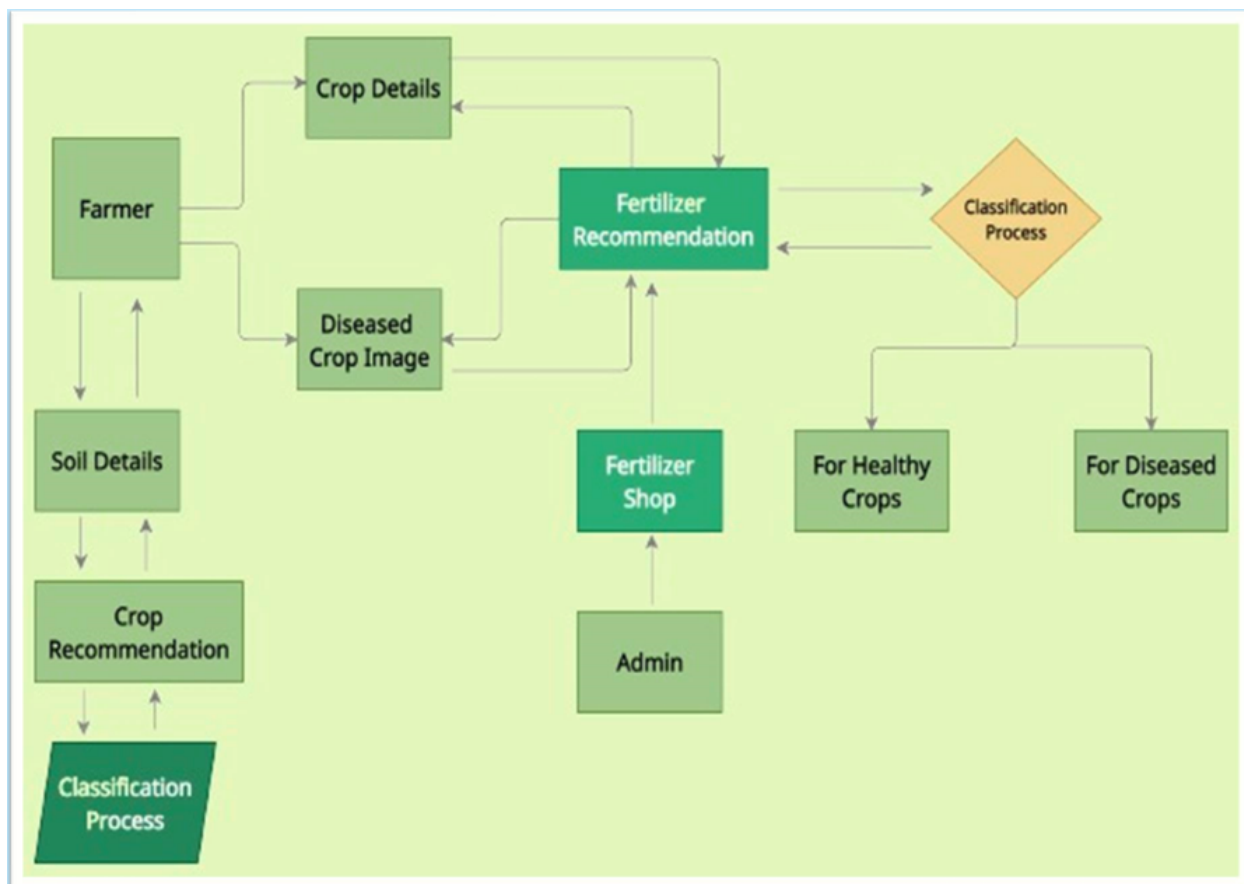 Crop Details
Farmer
Fertilizer
Recommendation
Classification
Process
Diseased
Crop Image
Soil Details
Fertilizer
Shop
For Healthy
Crops
For Diseased
Crops
Crop
Recommendation
Admin
Classification
Process